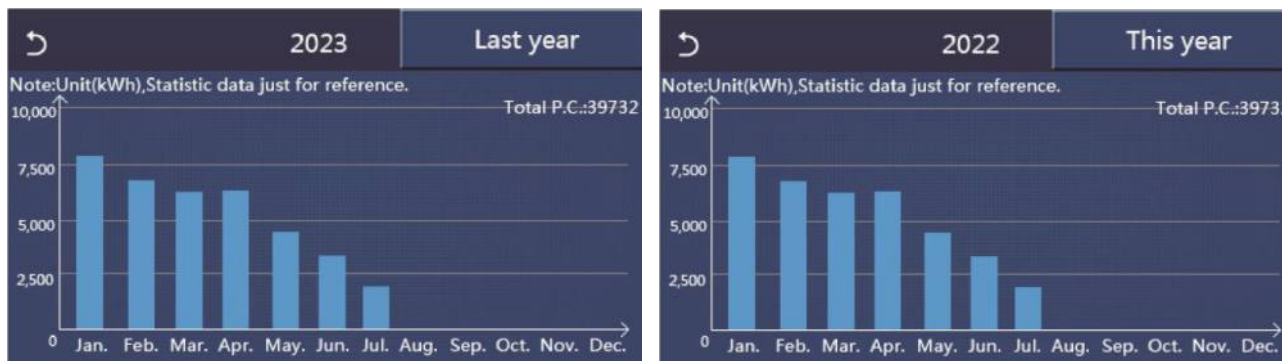 2023 Last year
Note:Unit(kWh),Statistic data just for reference.
Total P.C.:39732
10,000
7,500
5,000
2,500
0
Jan. Feb. Mar. Apr. May. Jun. Jul. Aug. Sep. Oct. Nov. Dec.
2022 This year
Note:Unit(kWh),Statistic data just for reference.
Total P.C.:3973
10,000
7,500
5,000
2,500
0
Jan. Feb. Mar. Apr. May. Jun. Jul. Aug. Sep. Oct. Nov. Dec.